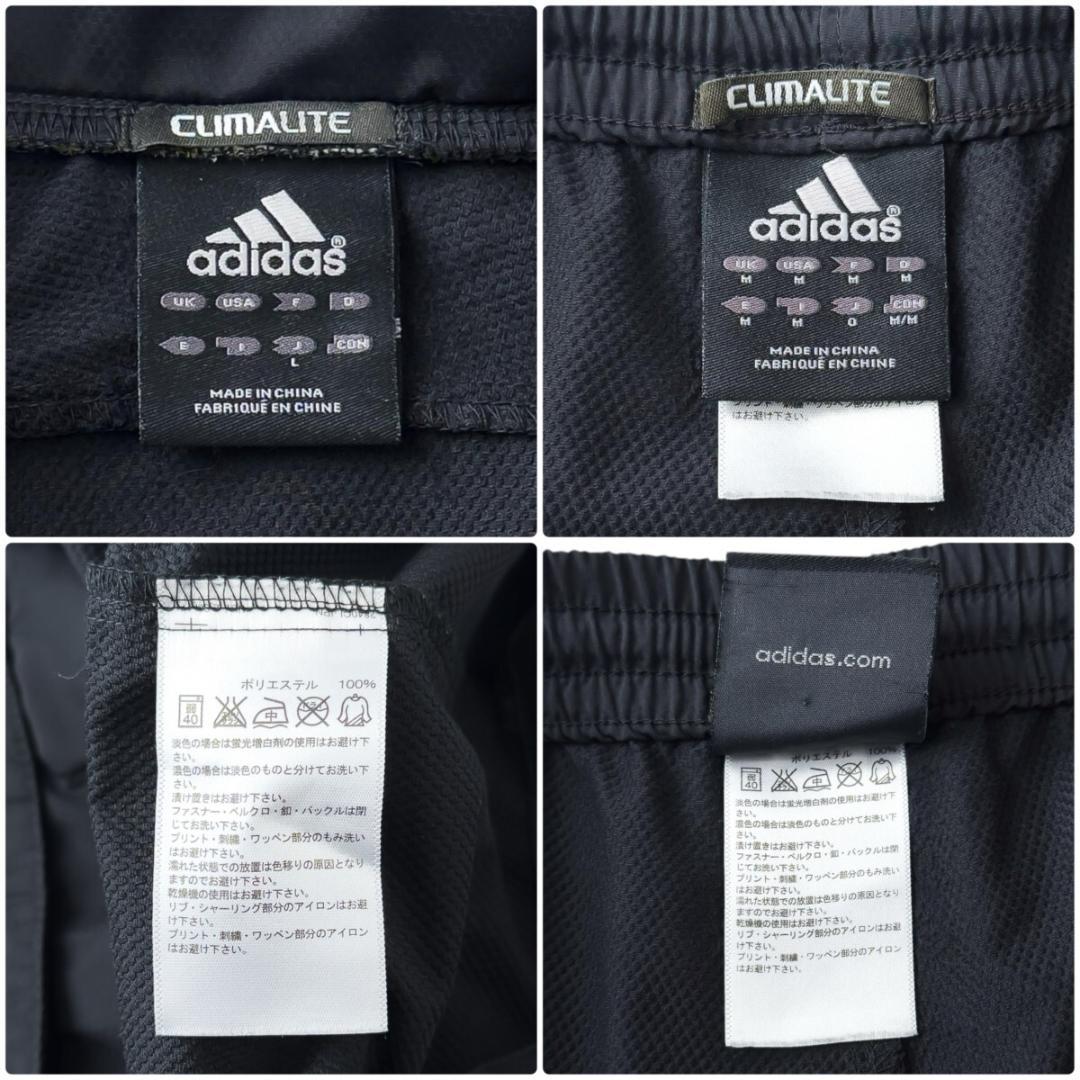 CLIMALITE
adidas®
UK USA F D
E I J CDN
L
MADE IN CHINA
FABRIQUÉ EN CHINE
CLIMALITE
adidas®
UK USA F D
M M M M
E I J CDN
M M O M/M
MADE IN CHINA
FABRIQUÉ EN CHINE
プリント・刺繍・ワッペン部分のアイロン
はお避け下さい。
ポリエステル 100%
弱
40
中
淡色の場合は蛍光増白剤の使用はお避け下
さい。
濃色の場合は淡色のものと分けてお洗い下
さい。
漬け置きはお避け下さい。
ファスナー・ベルクロ・釦・バックルは閉
じてお洗い下さい。
プリント・刺繍・ワッペン部分のもみ洗い
はお避け下さい。
濡れた状態での放置は色移りの原因となり
ますのでお避け下さい。
乾燥機の使用はお避け下さい。
リブ・シャーリング部分のアイロンはお避
け下さい。
プリント・刺繍・ワッペン部分のアイロン
はお避け下さい。
adidas.com
ポリエステル 100%
弱
40
中
淡色の場合は蛍光増白剤の使用はお避け下
さい。
濃色の場合は淡色のものと分けてお洗い下
さい。
漬け置きはお避け下さい。
ファスナー・ベルクロ・釦・バックルは閉
じてお洗い下さい。
プリント・刺繍・ワッペン部分のもみ洗い
はお避け下さい。
濡れた状態での放置は色移りの原因となり
ますのでお避け下さい。
乾燥機の使用はお避け下さい。
リブ・シャーリング部分のアイロンはお避
け下さい。
プリント・刺繍・ワッペン部分のアイロン
はお避け下さい。